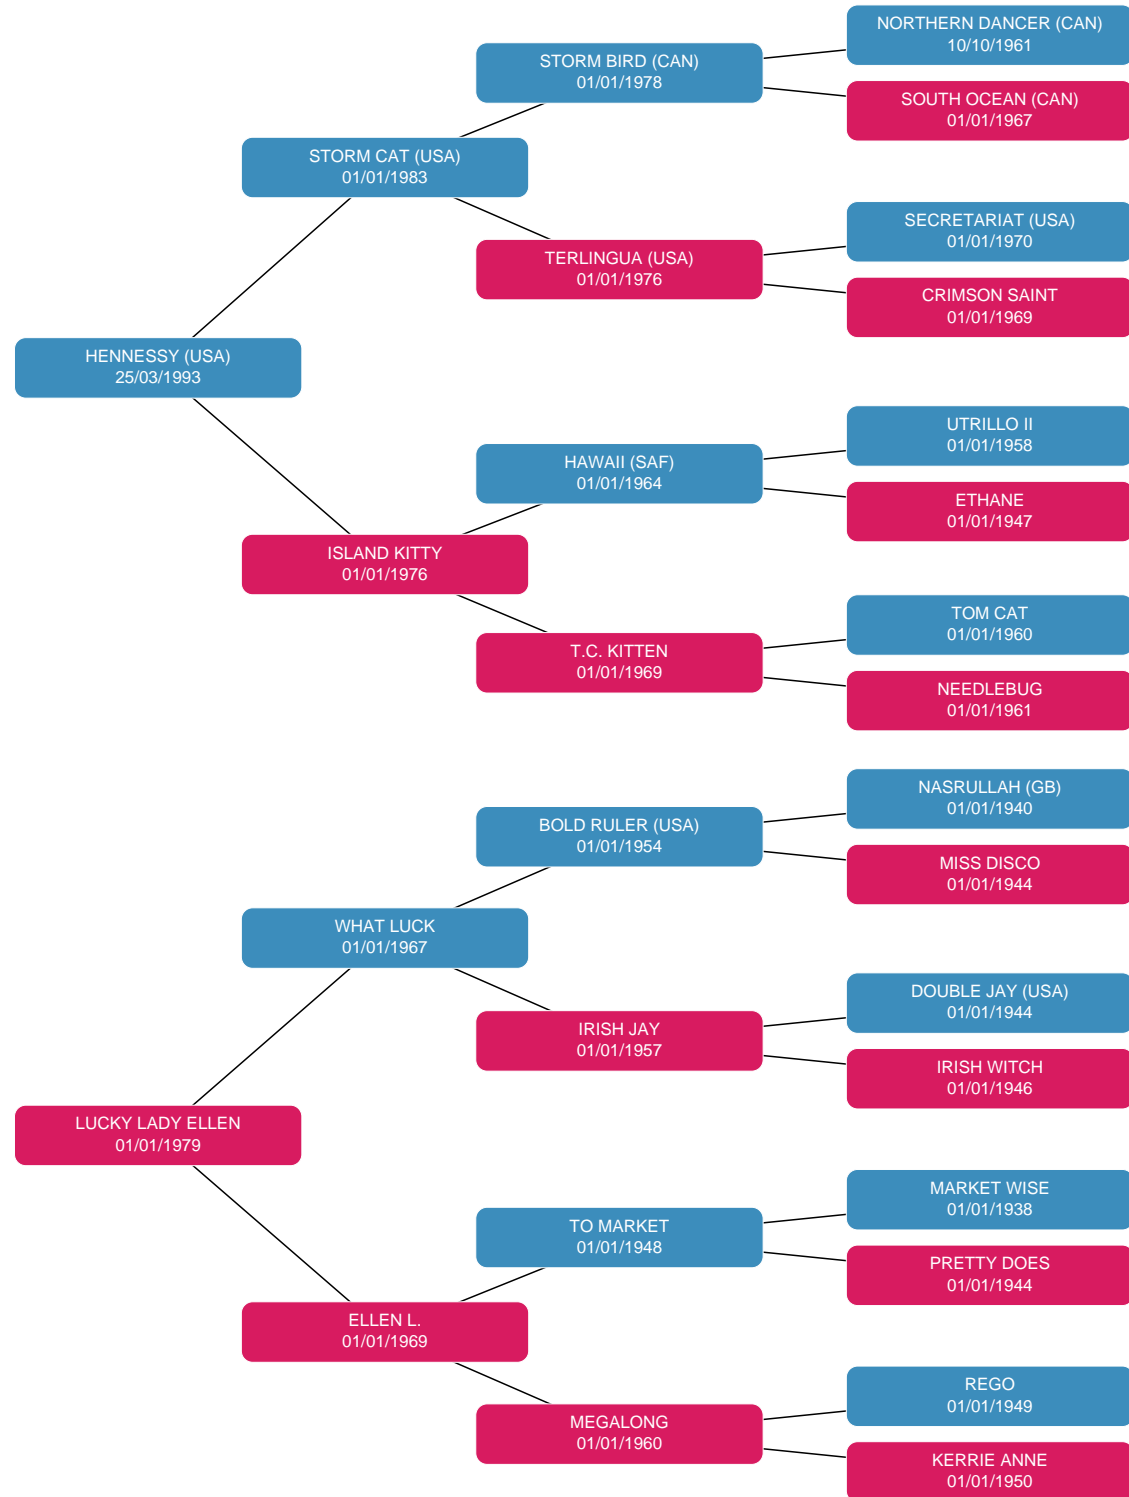 NORTHERN DANCER (CAN)
10/10/1961
STORM BIRD (CAN)
01/01/1978
SOUTH OCEAN (CAN)
01/01/1967
STORM CAT (USA)
01/01/1983
SECRETARIAT (USA)
01/01/1970
TERLINGUA (USA)
01/01/1976
CRIMSON SAINT
01/01/1969
HENNESSY (USA)
25/03/1993
UTRILLO II
01/01/1958
HAWAII (SAF)
01/01/1964
ETHANE
01/01/1947
ISLAND KITTY
01/01/1976
TOM CAT
01/01/1960
T.C. KITTEN
01/01/1969
NEEDLEBUG
01/01/1961
NASRULLAH (GB)
01/01/1940
BOLD RULER (USA)
01/01/1954
MISS DISCO
01/01/1944
WHAT LUCK
01/01/1967
DOUBLE JAY (USA)
01/01/1944
IRISH JAY
01/01/1957
IRISH WITCH
01/01/1946
LUCKY LADY ELLEN
01/01/1979
MARKET WISE
01/01/1938
TO MARKET
01/01/1948
PRETTY DOES
01/01/1944
ELLEN L.
01/01/1969
REGO
01/01/1949
MEGALONG
01/01/1960
KERRIE ANNE
01/01/1950